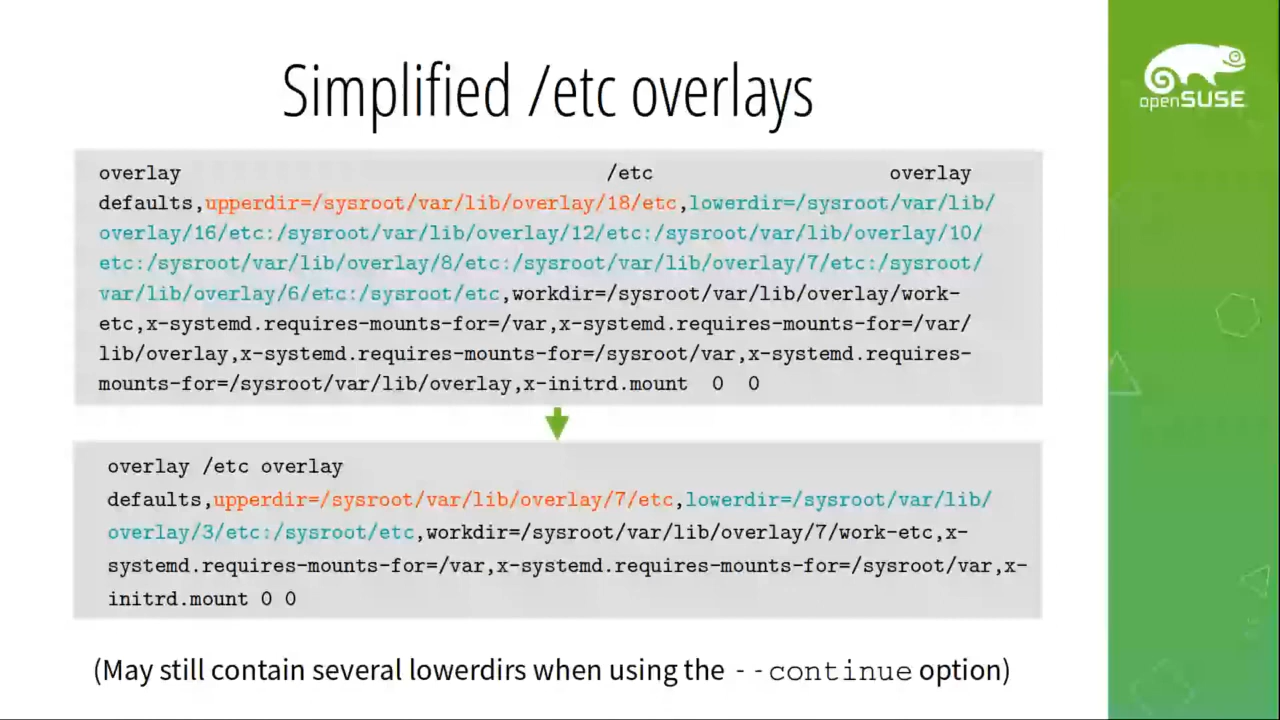 Simplified /etc overlays
openSUSE
overlay /etc overlay
defaults,upperdir=/sysroot/var/lib/overlay/18/etc,lowerdir=/sysroot/var/lib/
overlay/16/etc:/sysroot/var/lib/overlay/12/etc:/sysroot/var/lib/overlay/10/
etc:/sysroot/var/lib/overlay/8/etc:/sysroot/var/lib/overlay/7/etc:/sysroot/
var/lib/overlay/6/etc:/sysroot/etc,workdir=/sysroot/var/lib/overlay/work-
etc,x-systemd.requires-mounts-for=/var,x-systemd.requires-mounts-for=/var/
lib/overlay,x-systemd.requires-mounts-for=/sysroot/var,x-systemd.requires-
mounts-for=/sysroot/var/lib/overlay,x-initrd.mount 0 0
overlay /etc overlay
defaults,upperdir=/sysroot/var/lib/overlay/7/etc,lowerdir=/sysroot/var/lib/
overlay/3/etc:/sysroot/etc,workdir=/sysroot/var/lib/overlay/7/work-etc,x-
systemd.requires-mounts-for=/var,x-systemd.requires-mounts-for=/sysroot/var,x-
initrd.mount 0 0
(May still contain several lowerdirs when using the --continue option)